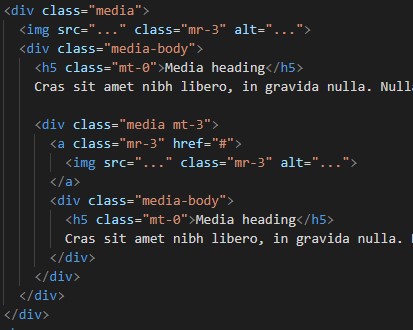 <div class="media">
<img src="..." class="mr-3" alt="...">
<div class="media-body">
<h5 class="mt-0">Media heading</h5>
Cras sit amet nibh libero, in gravida nulla.
<div class="media mt-3">
<a class="mr-3" href="#">
<img src="..." class="mr-3" alt="...">
</a>
<div class="media-body">
<h5 class="mt-0">Media heading</h5>
Cras sit amet nibh libero, in gravida nulla.
</div>
</div>
</div>
</div>